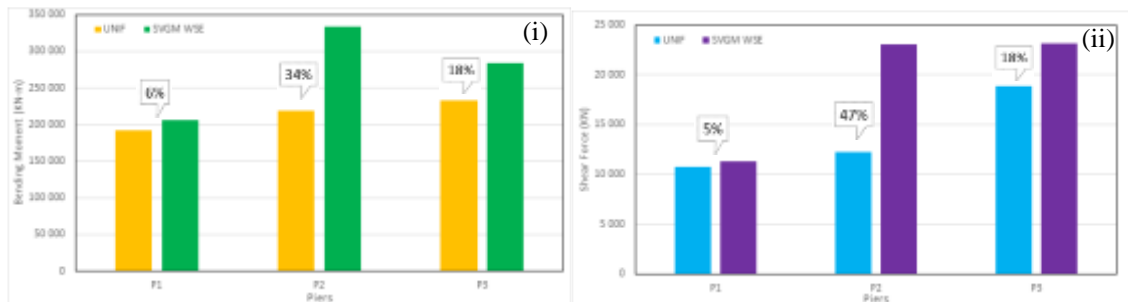 350 000
300 000
250 000
200 000
150 000
100 000
50 000
0
Bending Moment (KN-m)
UNIF
SVGM WSE
(i)
6%
34%
18%
P1
P2
P3
Piers
25 000
20 000
15 000
10 000
5 000
0
Shear Force (KN)
UNIF
SVGM WSE
(ii)
5%
47%
18%
P1
P2
P3
Piers